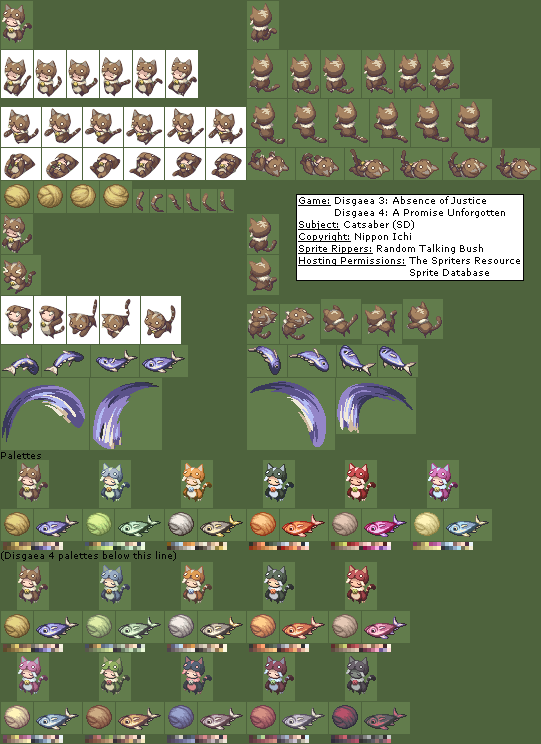 Game: Disgaea 3: Absence of Justice
Disgaea 4: A Promise Unforgotten
Subject: Catsaber (SD)
Copyright: Nippon Ichi
Sprite Rippers: Random Talking Bush
Hosting Permissions: The Spriters Resource
Sprite Database
Palettes
(Disgaea 4 palettes below this line)